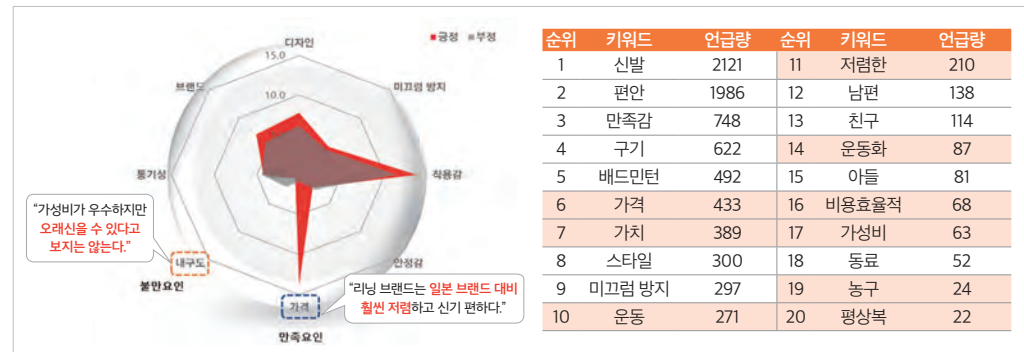 ■긍정 ■부정
디자인
15.0
미끄럼 방지
10.0
브랜드
통기성
착용감
"가성비가 우수하지만
오래신을 수 있다고
보지는 않는다."
내구도
불만요인
안정감
"리닝 브랜드는 일본 브랜드 대비
훨씬 저렴하고 신기 편하다."
가격
만족요인
순위 키워드 언급량 순위 키워드 언급량
1 신발 2121 11 저렴한 210
2 편안 1986 12 남편 138
3 만족감 748 13 친구 114
4 구기 622 14 운동화 87
5 배드민턴 492 15 아들 81
6 가격 433 16 비용효율적 68
7 가치 389 17 가성비 63
8 스타일 300 18 동료 52
9 미끄럼 방지 297 19 농구 24
10 운동 271 20 평상복 22